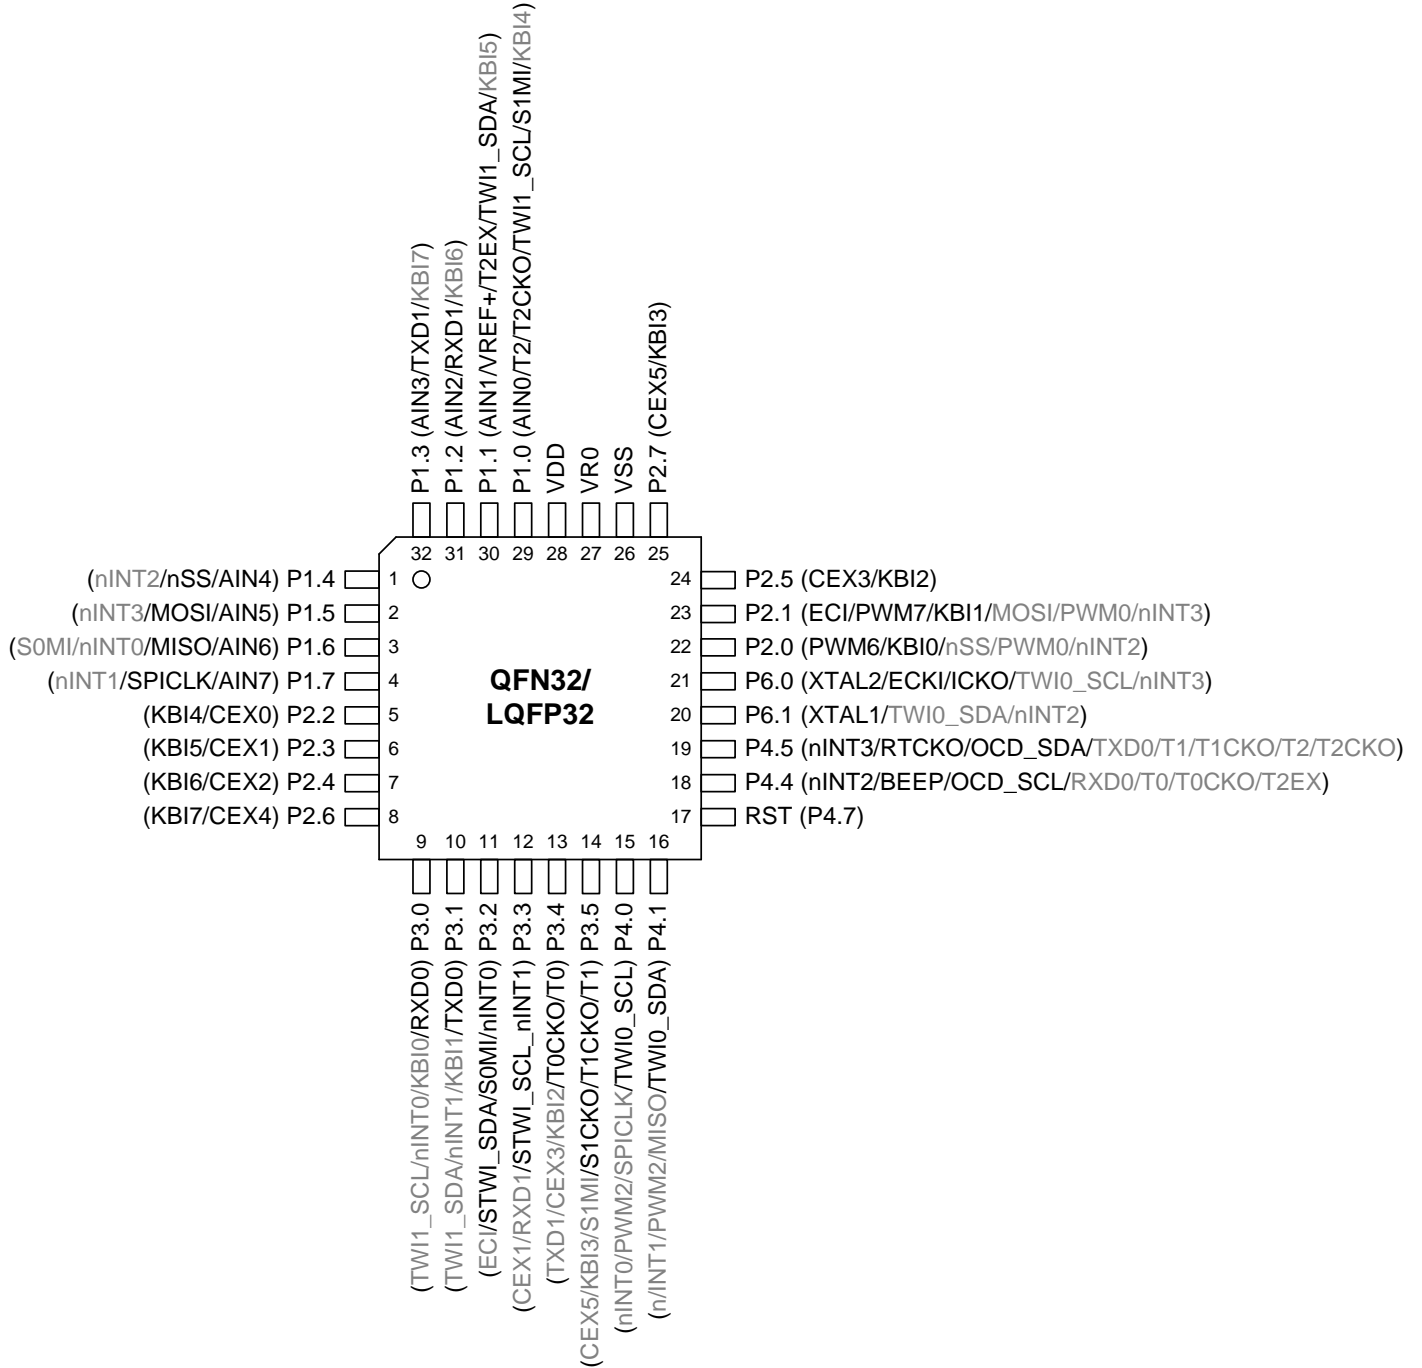 P1.3 (AIN3/TXD1/KBI7)
P1.2 (AIN2/RXD1/KBI6)
P1.1 (AIN1/VREF+/T2EX/TWI1_SDA/KBI5)
P1.0 (AIN0/T2/T2CKO/TWI1_SCL/S1MI/KBI4)
VDD
VR0
VSS
P2.7 (CEX5/KBI3)
32 31 30 29 28 27 26 25
(nINT2/nSS/AIN4) P1.4 1
(nINT3/MOSI/AIN5) P1.5 2
(S0MI/nINT0/MISO/AIN6) P1.6 3
(nINT1/SPICLK/AIN7) P1.7 4
(KBI4/CEX0) P2.2 5
(KBI5/CEX1) P2.3 6
(KBI6/CEX2) P2.4 7
(KBI7/CEX4) P2.6 8
QFN32/
LQFP32
24 P2.5 (CEX3/KBI2)
23 P2.1 (ECI/PWM7/KBI1/MOSI/PWM0/nINT3)
22 P2.0 (PWM6/KBI0/nSS/PWM0/nINT2)
21 P6.0 (XTAL2/ECKI/ICKO/TWI0_SCL/nINT3)
20 P6.1 (XTAL1/TWI0_SDA/nINT2)
19 P4.5 (nINT3/RTCKO/OCD_SDA/TXD0/T1/T1CKO/T2/T2CKO)
18 P4.4 (nINT2/BEEP/OCD_SCL/RXD0/T0/T0CKO/T2EX)
17 RST (P4.7)
9 10 11 12 13 14 15 16
(TWI1_SCL/nINT0/KBI0/RXD0) P3.0
(TWI1_SDA/nINT1/KBI1/TXD0) P3.1
(ECI/STWI_SDA/S0MI/nINT0) P3.2
(CEX1/RXD1/STWI_SCL_nINT1) P3.3
(TXD1/CEX3/KBI2/T0CKO/T0) P3.4
(CEX5/KBI3/S1MI/S1CKO/T1CKO/T1) P3.5
(nINT0/PWM2/SPICLK/TWI0_SCL) P4.0
(n/INT1/PWM2/MISO/TWI0_SDA) P4.1